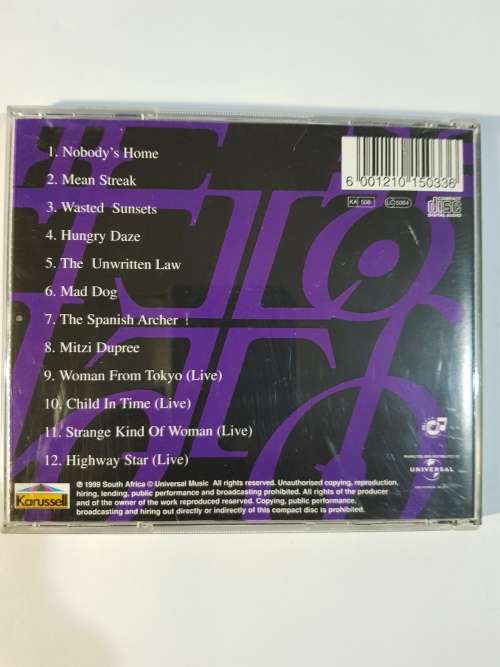 1. Nobody's Home
2. Mean Streak
3. Wasted Sunsets
4. Hungry Daze
5. The Unwritten Law
6. Mad Dog
7. The Spanish Archer
8. Mitzi Dupree
9. Woman From Tokyo (Live)
10. Child In Time (Live)
11. Strange Kind Of Woman (Live)
12. Highway Star (Live)
6 001210 150336
KA 508
LC 5064
COMPACT
disc
DIGITAL AUDIO
UNIVERSAL
Karussell
℗ 1999 South Africa © Universal Music All rights reserved. Unauthorised copying, reproduction,
hiring, lending, public performance and broadcasting prohibited. All rights of the producer
and of the owner of the work reproduced reserved. Copying, public performance,
broadcasting and hiring out directly or indirectly of this compact disc is prohibited.